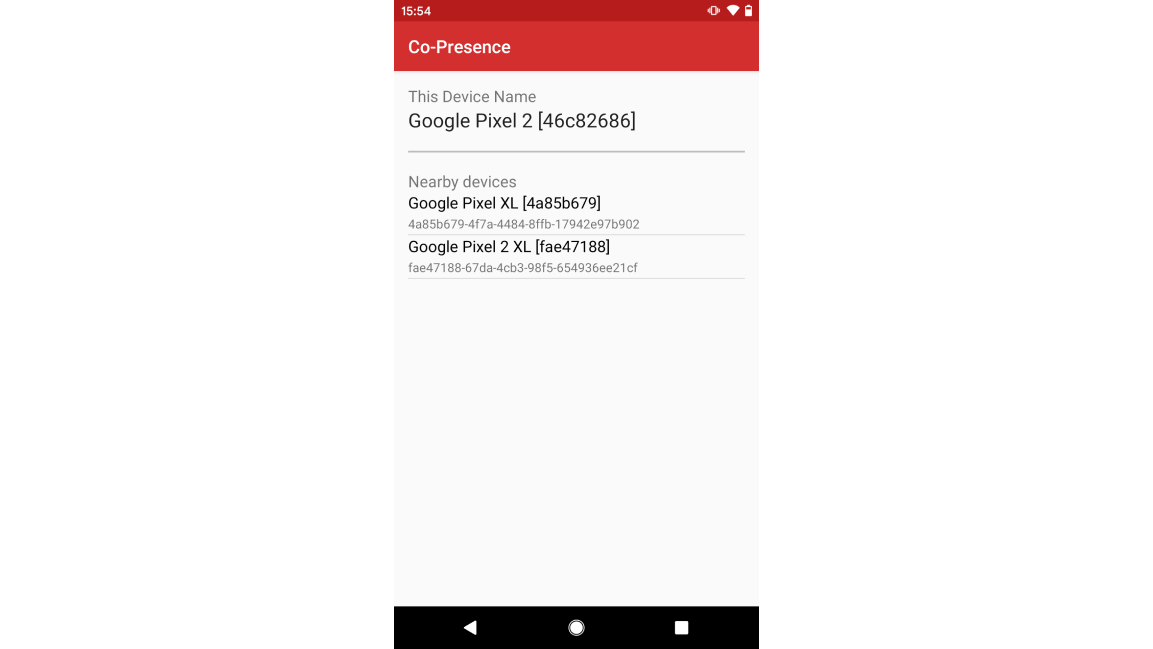 15:54
Co-Presence
This Device Name
Google Pixel 2 [46c82686]
Nearby devices
Google Pixel XL [4a85b679]
4a85b679-4f7a-4484-8ffb-17942e97b902
Google Pixel 2 XL [fae47188]
fae47188-67da-4cb3-98f5-654936ee21cf